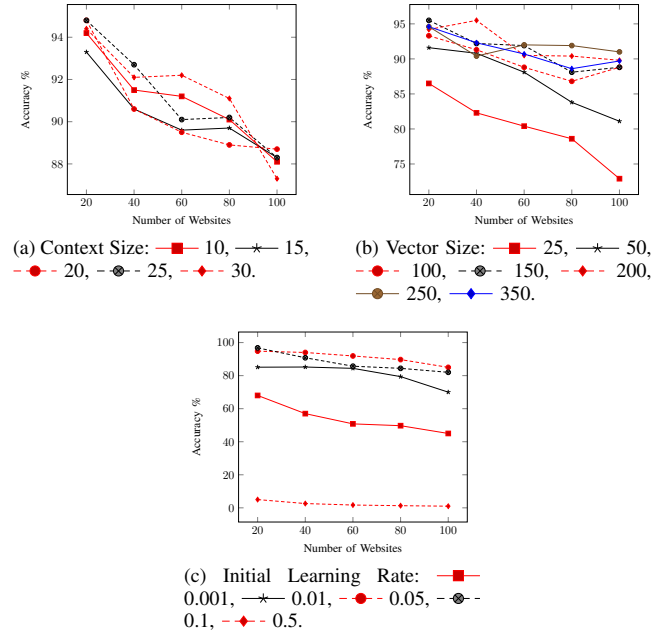 94
92
90
88
Accuracy %
20 40 60 80 100
Number of Websites
(a) Context Size: 10, 15,
20, 25, 30.
95
90
85
80
75
Accuracy %
20 40 60 80 100
Number of Websites
(b) Vector Size: 25, 50,
100, 150, 200,
250, 350.
100
80
60
40
20
0
Accuracy %
20 40 60 80 100
Number of Websites
(c) Initial Learning Rate:
0.001, 0.01, 0.05,
0.1, 0.5.